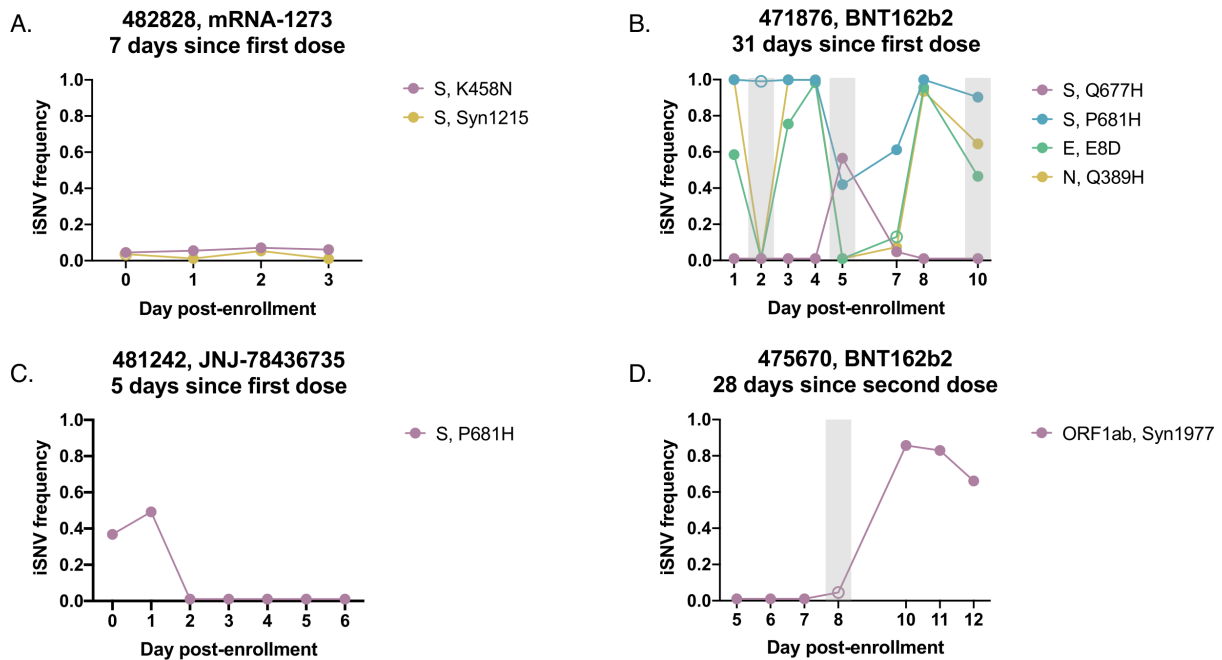 A.
482828, mRNA-1273
7 days since first dose
iSNV frequency
1.0
0.8
0.6
0.4
0.2
0.0
0 1 2 3
Day post-enrollment
S, K458N
S, Syn1215
B.
471876, BNT162b2
31 days since first dose
iSNV frequency
1.0
0.8
0.6
0.4
0.2
0.0
1 2 3 4 5 7 8 10
Day post-enrollment
S, Q677H
S, P681H
E, E8D
N, Q389H
C.
481242, JNJ-78436735
5 days since first dose
iSNV frequency
1.0
0.8
0.6
0.4
0.2
0.0
0 1 2 3 4 5 6
Day post-enrollment
S, P681H
D.
475670, BNT162b2
28 days since second dose
iSNV frequency
1.0
0.8
0.6
0.4
0.2
0.0
5 6 7 8 10 11 12
Day post-enrollment
ORF1ab, Syn1977